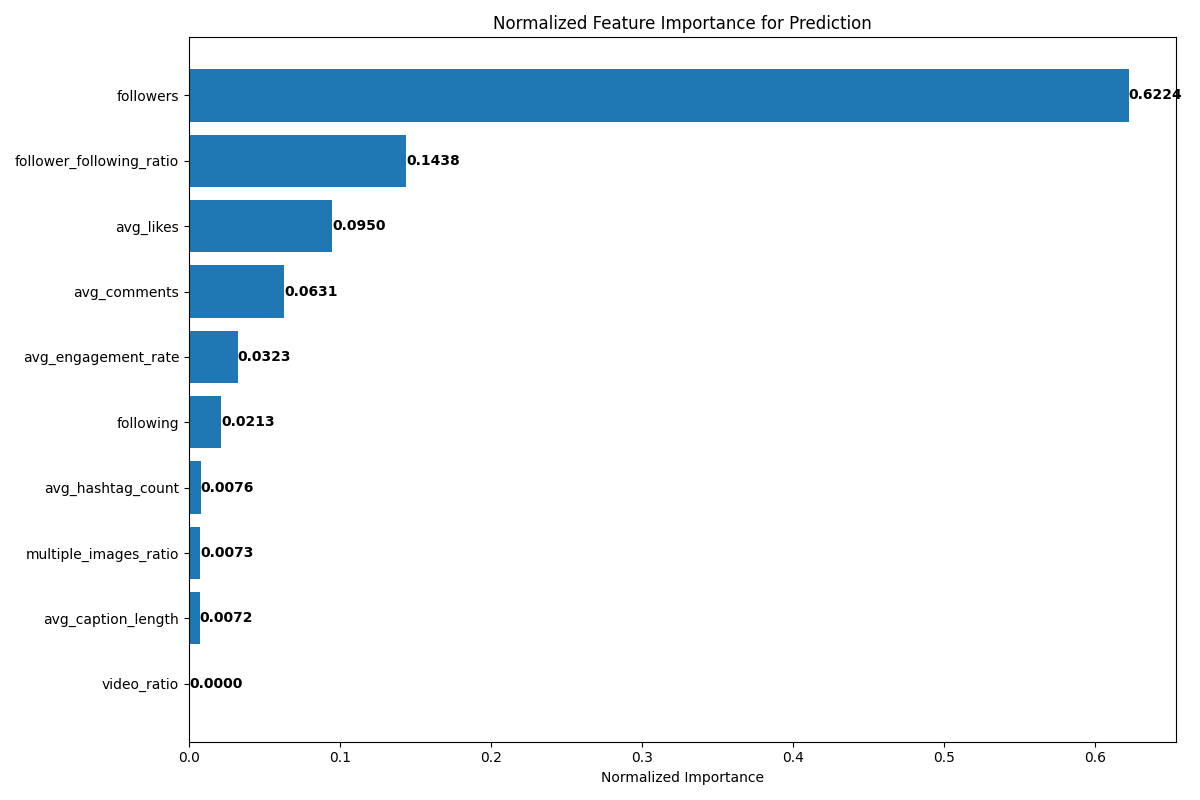 Normalized Feature Importance for Prediction
followers 0.6224
follower_following_ratio 0.1438
avg_likes 0.0950
avg_comments 0.0631
avg_engagement_rate 0.0323
following 0.0213
avg_hashtag_count 0.0076
multiple_images_ratio 0.0073
avg_caption_length 0.0072
video_ratio 0.0000
0.0 0.1 0.2 0.3 0.4 0.5 0.6
Normalized Importance